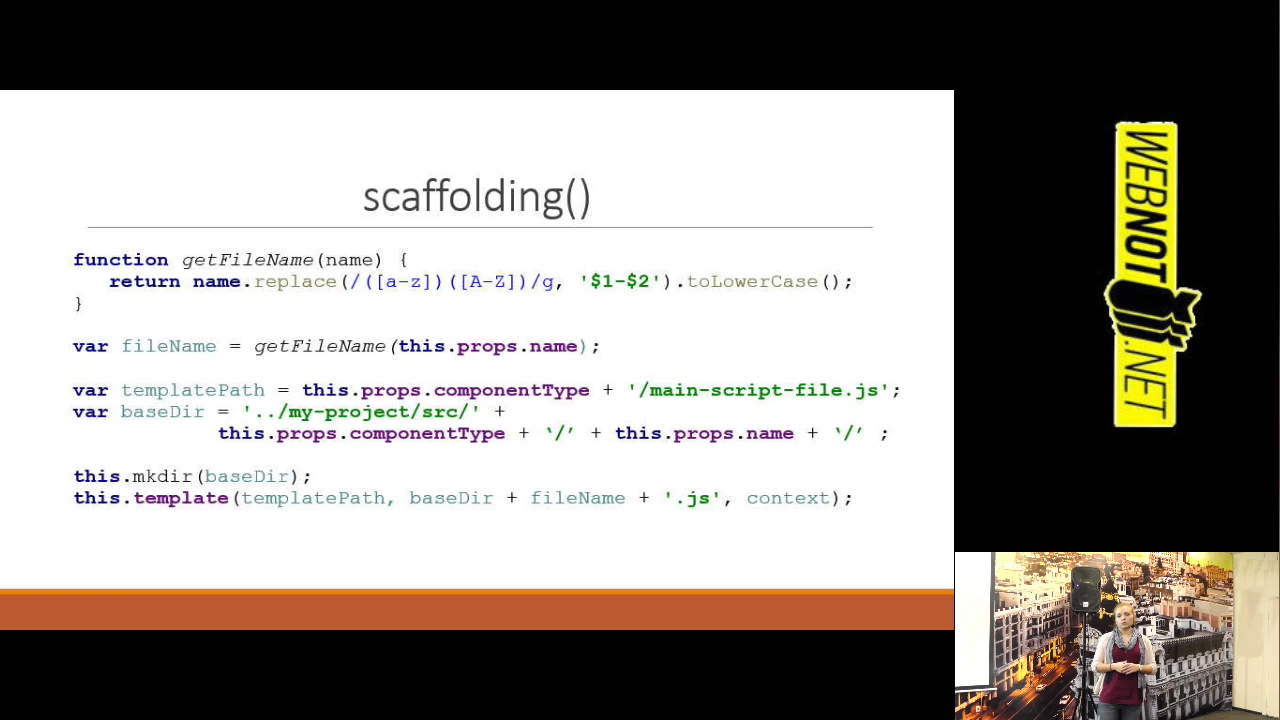 scaffolding()
function getFileName(name) {
return name.replace(/([a-z])([A-Z])/g, '$1-$2').toLowerCase();
}
var fileName = getFileName(this.props.name);
var templatePath = this.props.componentType + '/main-script-file.js';
var baseDir = '../my-project/src/' +
this.props.componentType + ‘/’ + this.props.name + ‘/’ ;
this.mkdir(baseDir);
this.template(templatePath, baseDir + fileName + '.js', context);
WEBNOT
.NET